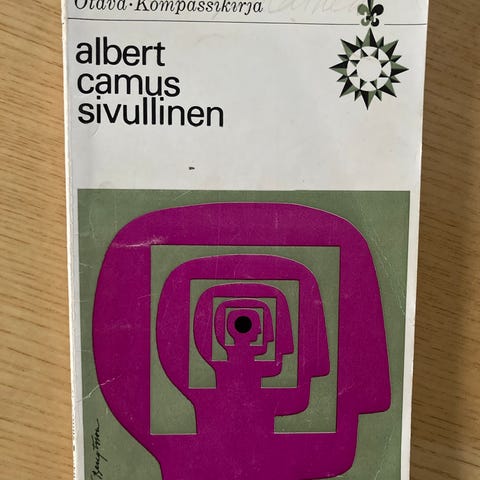 Otava · Kompassikirja
albert
camus
sivullinen